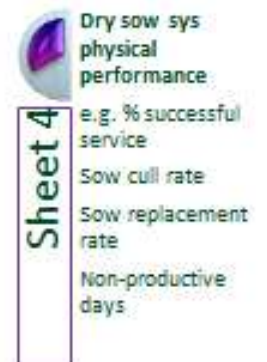 Dry sow sys
physical
performance
e.g. % successful
service
Sow cull rate
Sow replacement
rate
Non-productive
days
Sheet 4